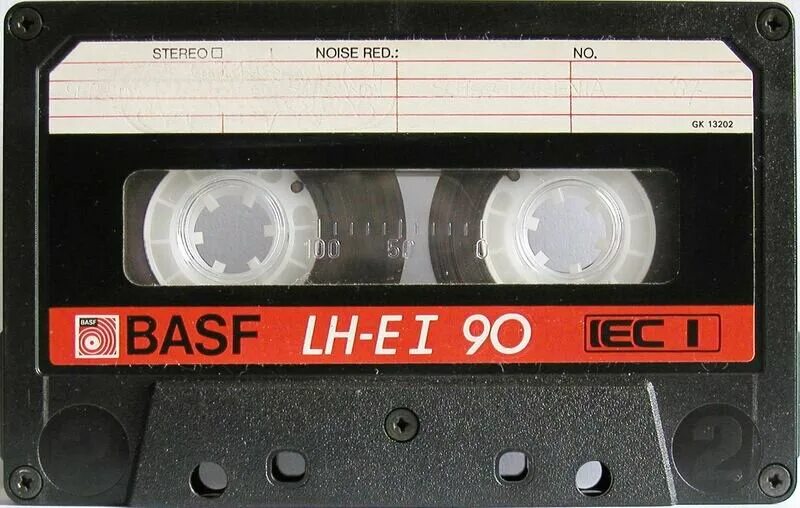 STEREO NOISE RED.: NO.
GK 13202
100 50 0
BASF BASF LH-E I 90 IEC I
2